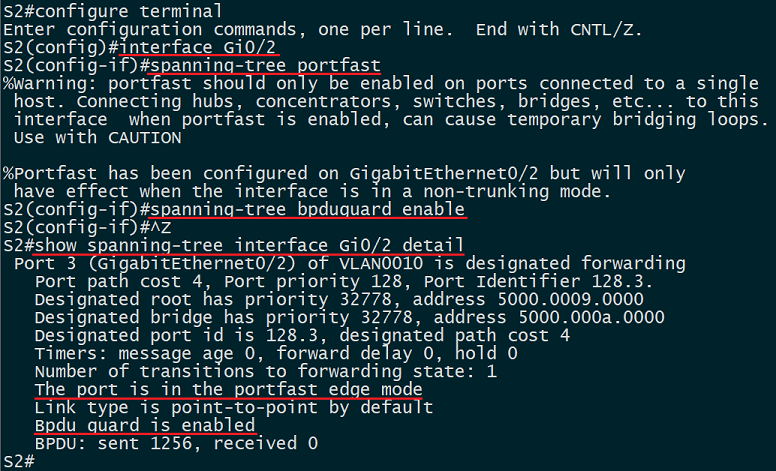 S2#configure terminal
Enter configuration commands, one per line.  End with CNTL/Z.
S2(config)#interface Gi0/2
S2(config-if)#spanning-tree portfast
%Warning: portfast should only be enabled on ports connected to a single
 host. Connecting hubs, concentrators, switches, bridges, etc... to this
 interface  when portfast is enabled, can cause temporary bridging loops.
 Use with CAUTION

%Portfast has been configured on GigabitEthernet0/2 but will only
 have effect when the interface is in a non-trunking mode.
S2(config-if)#spanning-tree bpduguard enable
S2(config-if)#^Z
S2#show spanning-tree interface Gi0/2 detail
 Port 3 (GigabitEthernet0/2) of VLAN0010 is designated forwarding
   Port path cost 4, Port priority 128, Port Identifier 128.3.
   Designated root has priority 32778, address 5000.0009.0000
   Designated bridge has priority 32778, address 5000.000a.0000
   Designated port id is 128.3, designated path cost 4
   Timers: message age 0, forward delay 0, hold 0
   Number of transitions to forwarding state: 1
   The port is in the portfast edge mode
   Link type is point-to-point by default
   Bpdu guard is enabled
   BPDU: sent 1256, received 0
S2#